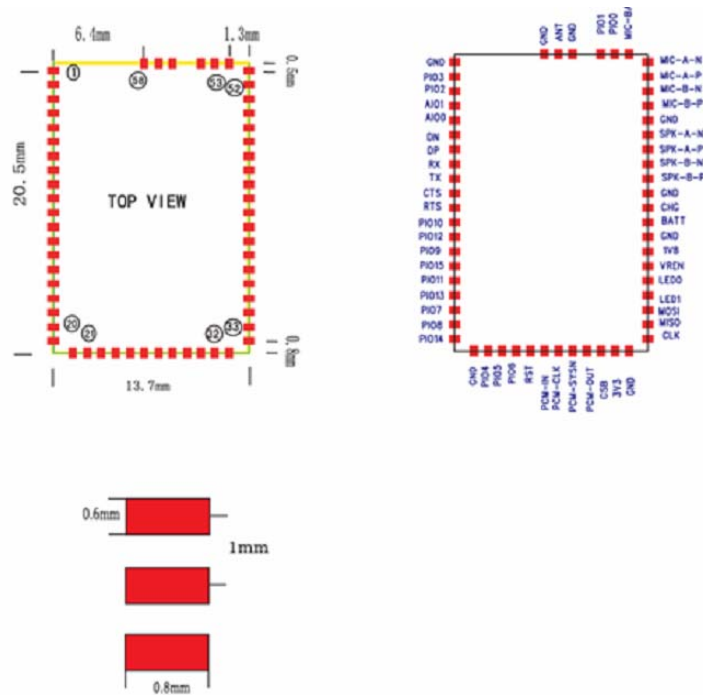 6.4mm
1.3mm
0.5mm
1
58
53
52
20.5mm
TOP VIEW
20
21
32
33
0.8mm
13.7mm
GND
ANT
GND
PIO1
PIO0
GND
PIO3
PIO2
AIO1
AIO0
DN
DP
RX
TX
CTS
RTS
PIO10
PIO12
PIO9
PIO15
PIO11
PIO13
PIO7
PIO8
PIO14
MIC-A-N
MIC-A-P
MIC-B-N
MIC-B-P
GND
SPK-A-N
SPK-A-P
SPK-B-N
SPK-B-P
GND
CHG
BATT
GND
1V8
VREN
LED0
LED1
MOSI
MISO
CLK
GND
PIO4
PIO5
PIO6
RST
PCM-IN
PCM-CLK
PCM-SYSN
PCM-OUT
CSB
3V3
GND
0.6mm
1mm
0.8mm